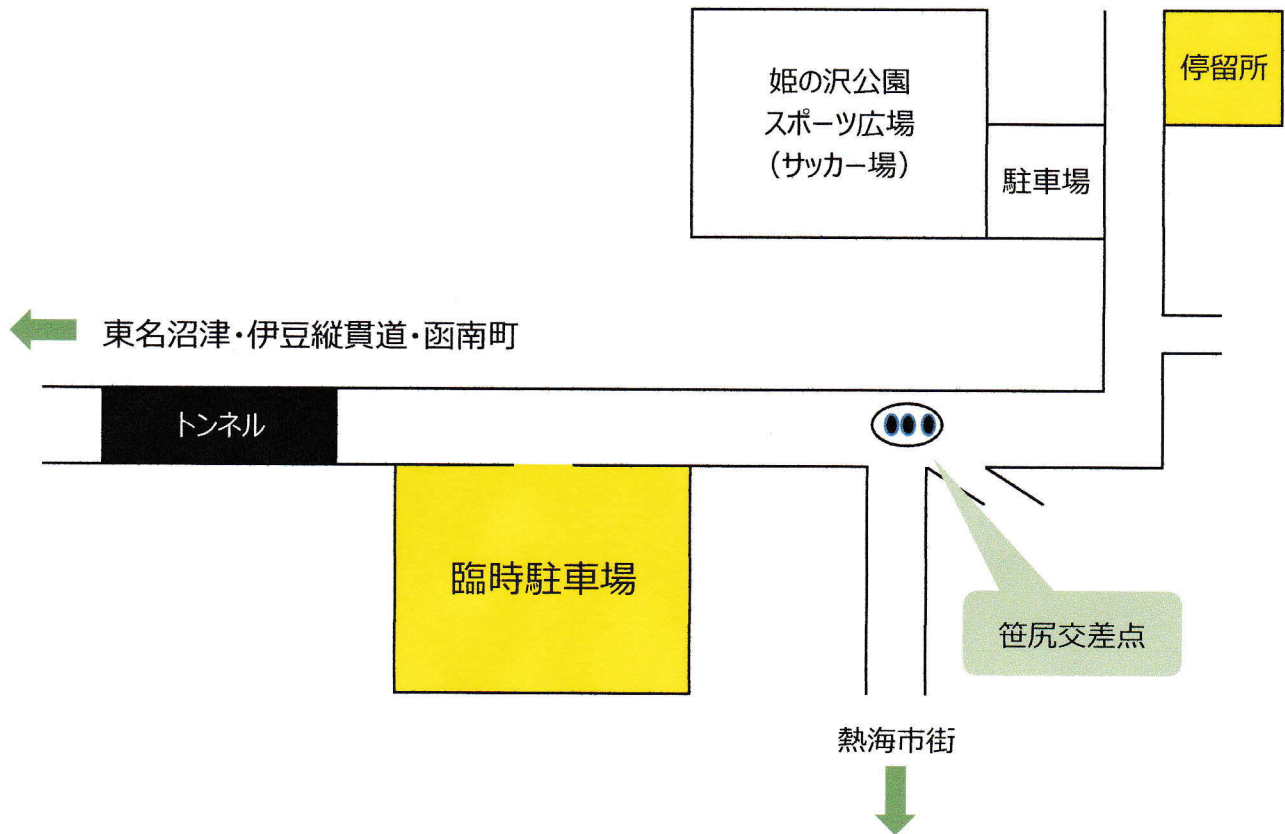 姫の沢公園
スポーツ広場
（サッカー場）
停留所
駐車場
東名沼津・伊豆縦貫道・函南町
トンネル
臨時駐車場
笹尻交差点
熱海市街